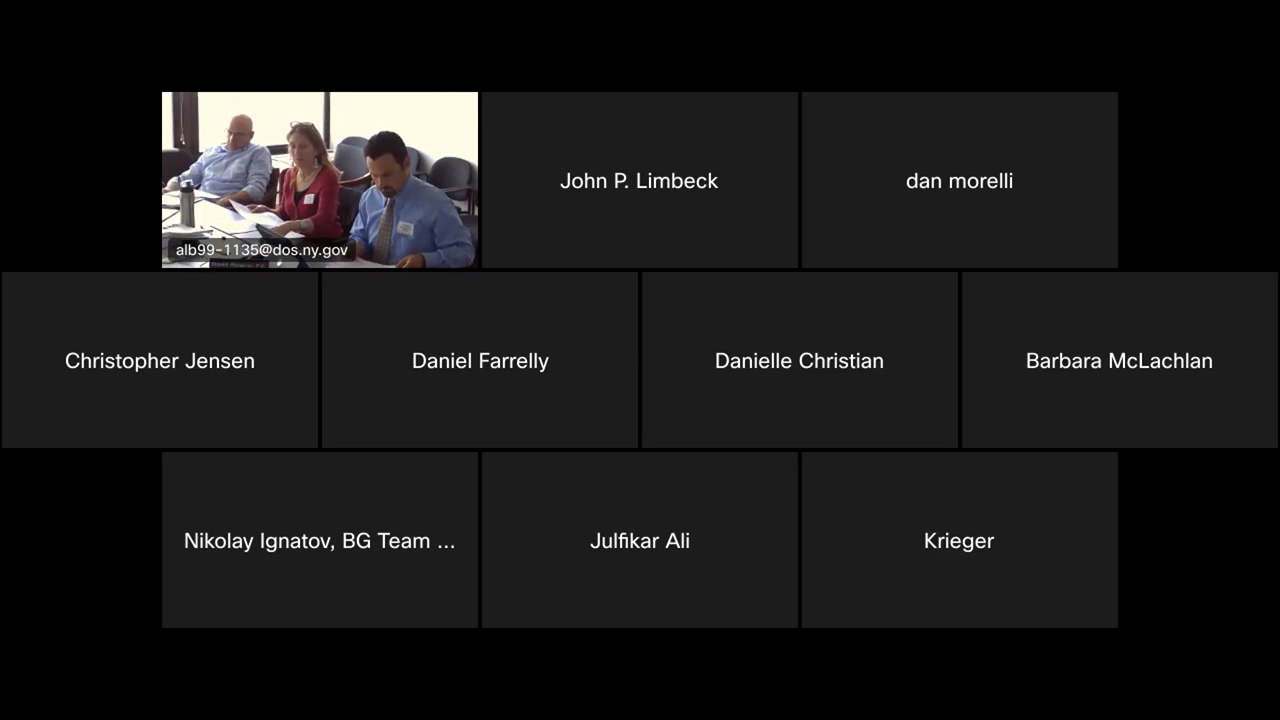 alb99-1135@dos.ny.gov
John P. Limbeck
dan morelli
Christopher Jensen
Daniel Farrelly
Danielle Christian
Barbara McLachlan
Nikolay Ignatov, BG Team ...
Julfikar Ali
Krieger